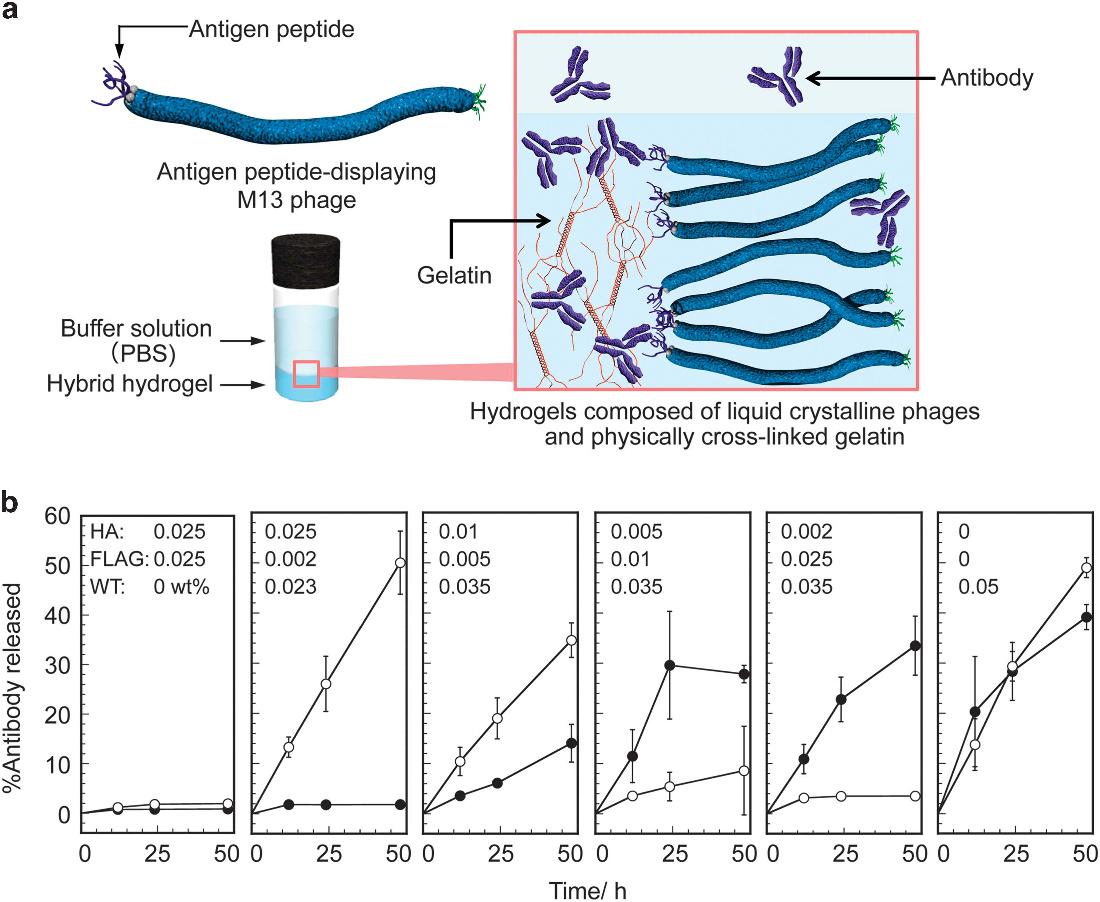 a
Antigen peptide
Antibody
Antigen peptide-displaying
M13 phage
Gelatin
Buffer solution
(PBS)
Hybrid hydrogel
Hydrogels composed of liquid crystalline phages
and physically cross-linked gelatin
b
%Antibody released
60
50
40
30
20
10
0
HA: 0.025
FLAG: 0.025
WT: 0 wt%
0.025
0.002
0.023
0.01
0.005
0.035
0.005
0.01
0.035
0.002
0.025
0.035
0
0
0.05
0 25 50 0 25 50 0 25 50 0 25 50 0 25 50 0 25 50
Time/ h